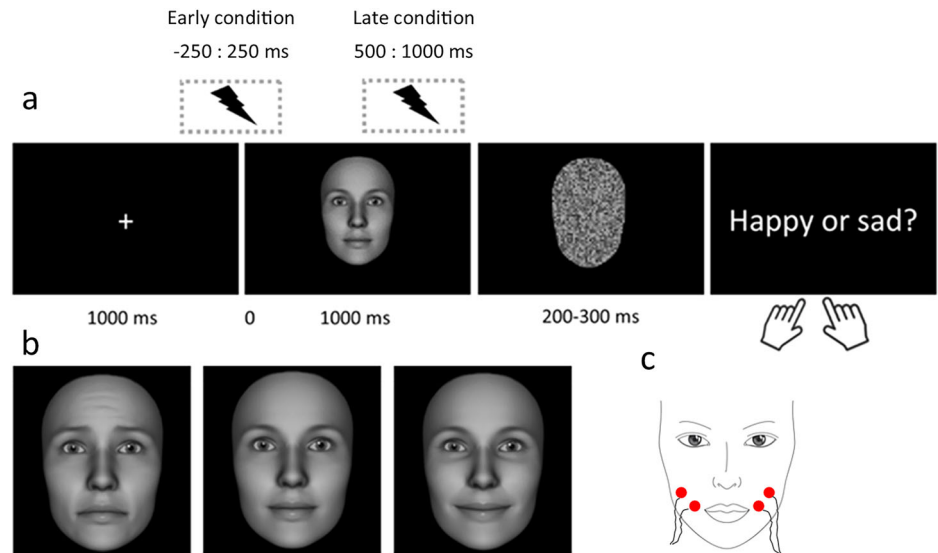 Early condition
Late condition
-250 : 250 ms
500 : 1000 ms
a
+
Happy or sad?
1000 ms
0
1000 ms
200-300 ms
b
c